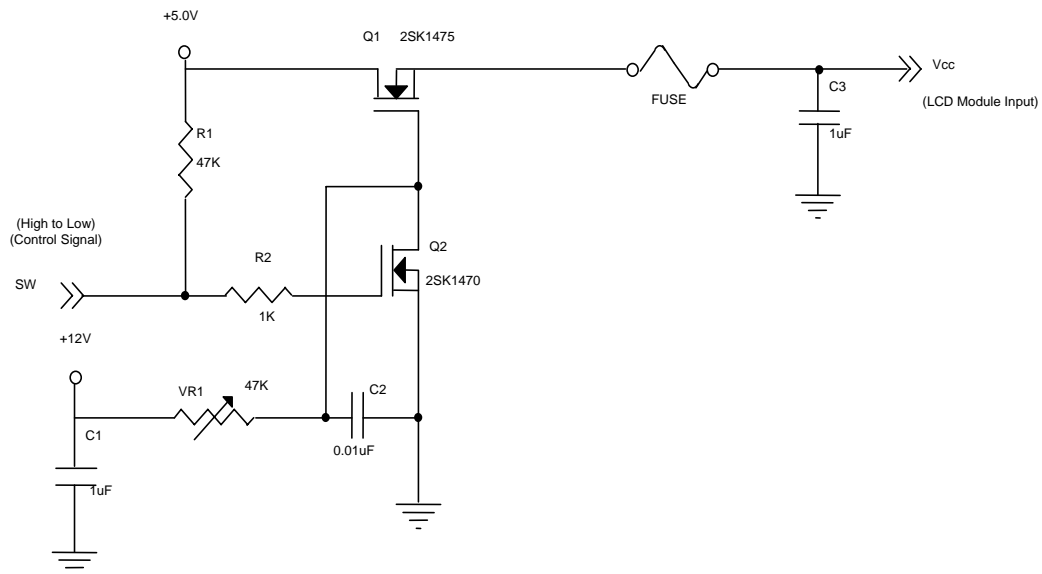 +5.0V
Q1 2SK1475
Vcc
FUSE
C3
(LCD Module Input)
R1
1uF
47K
(High to Low)
(Control Signal)
Q2
R2
2SK1470
SW
1K
+12V
VR1
47K
C2
C1
0.01uF
1uF